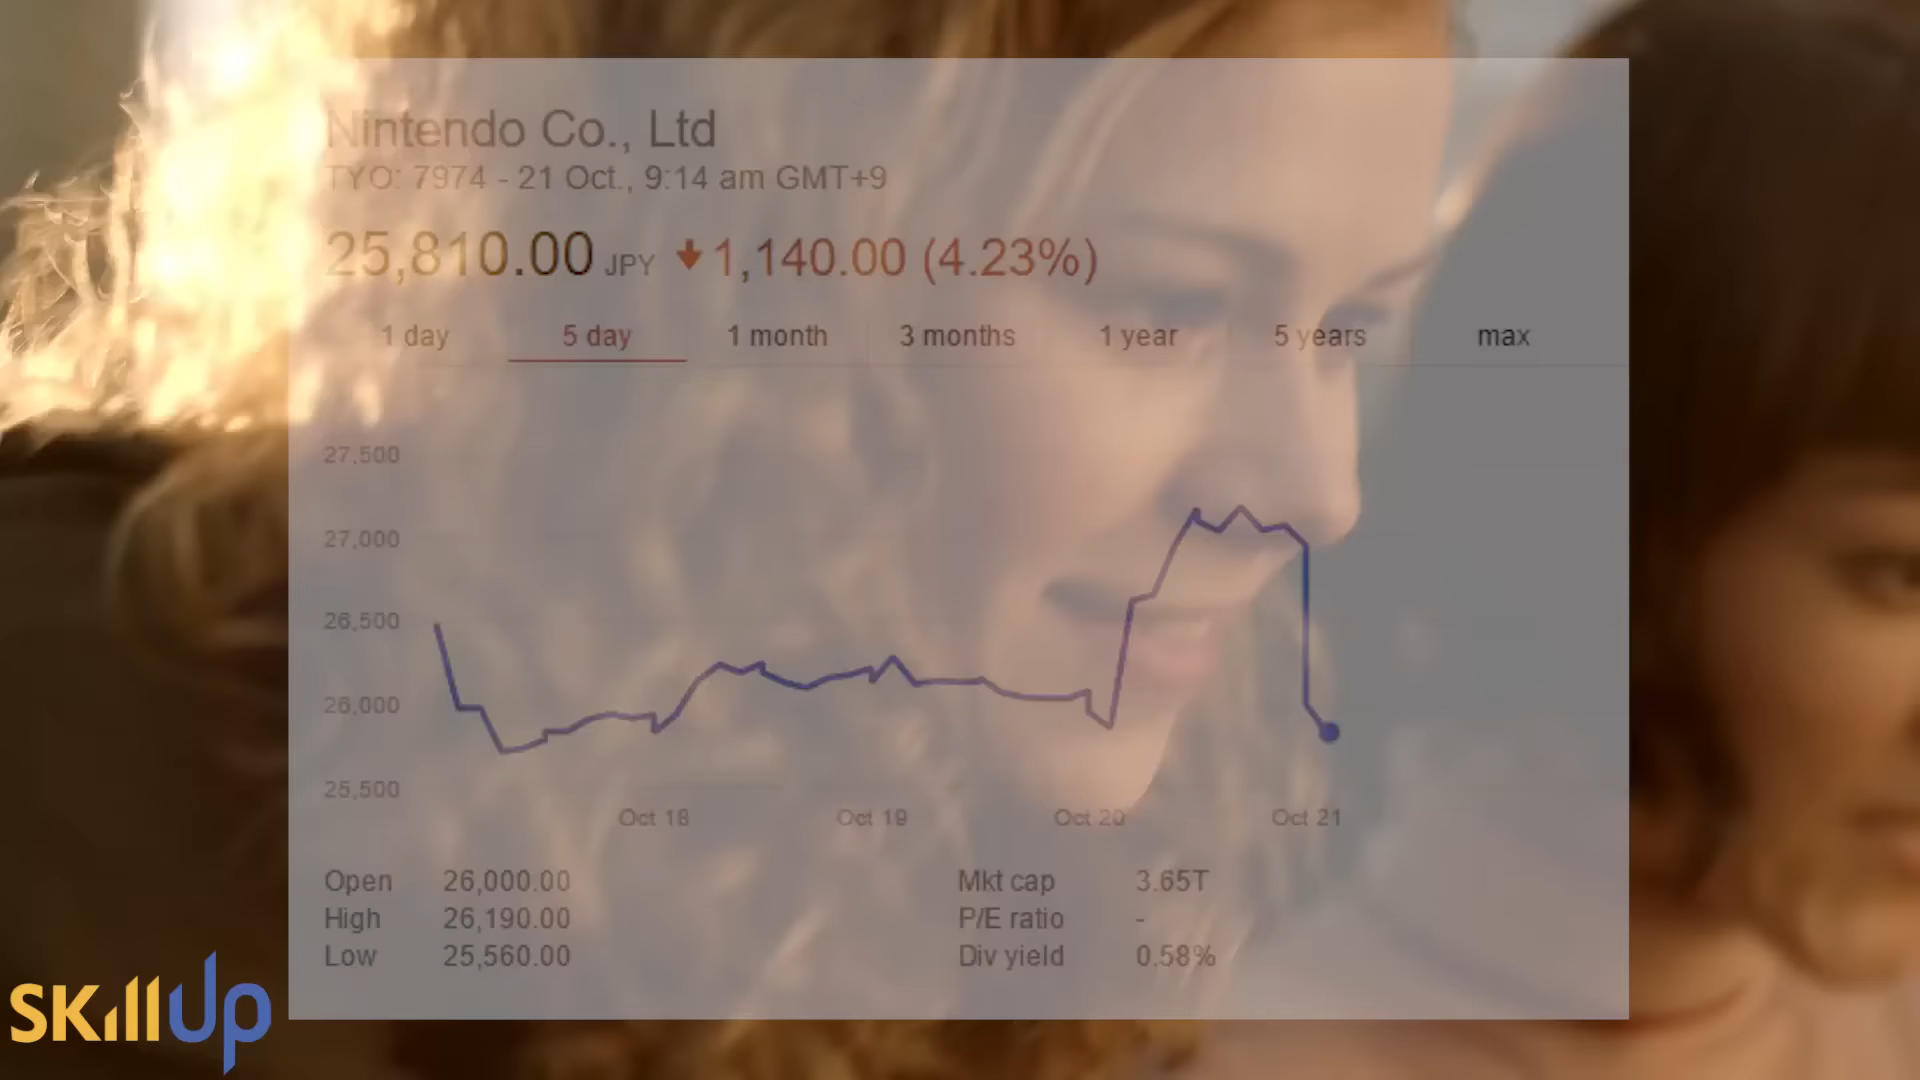 Nintendo Co., Ltd
TYO: 7974 - 21 Oct., 9:14 am GMT+9
25,810.00 JPY 1,140.00 (4.23%)
1 day 5 day 1 month 3 months 1 year 5 years max
27,500
27,000
26,500
26,000
25,500
Oct 18 Oct 19 Oct 20 Oct 21
Open 26,000.00 Mkt cap 3.65T
High 26,190.00 P/E ratio -
Low 25,560.00 Div yield 0.58%
SkillUp